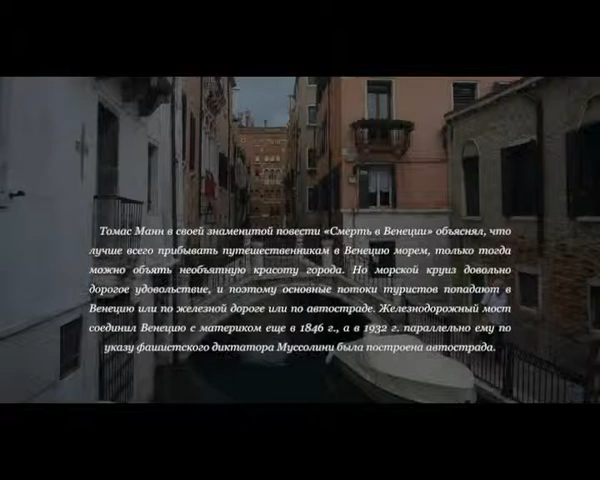 Томас Манн в своей знаменитой повести «Смерть в Венеции» объяснял, что
лучше всего прибывать путешественникам в Венецию морем, только тогда
можно объять необъятную красоту города. Но морской круиз довольно
дорогое удовольствие, и поэтому основные потоки туристов попадают в
Венецию или по железной дороге или по автостраде. Железнодорожный мост
соединил Венецию с материком еще в 1846 г., а в 1932 г. параллельно ему по
указу фашистского диктатора Муссолини была построена автострада.